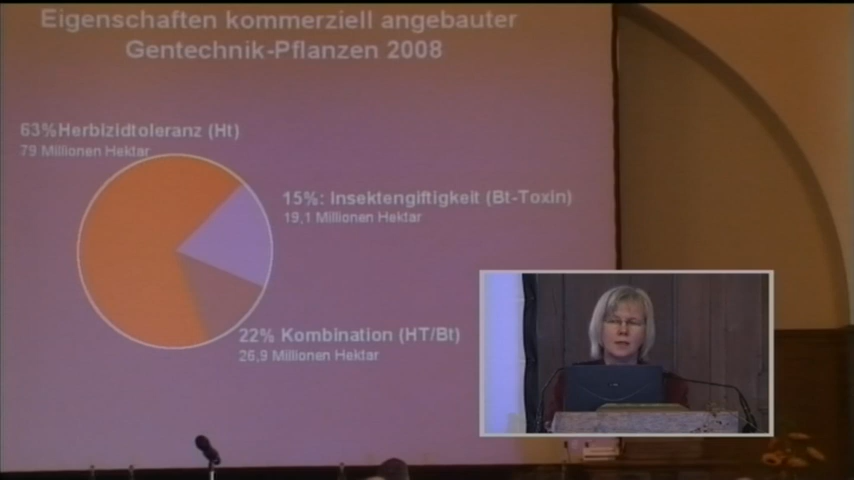 Eigenschaften kommerziell angebauter
Gentechnik-Pflanzen 2008
63%Herbizidtoleranz (Ht)
79 Millionen Hektar
15%: Insektengiftigkeit (Bt-Toxin)
19,1 Millionen Hektar
22% Kombination (HT/Bt)
26,9 Millionen Hektar